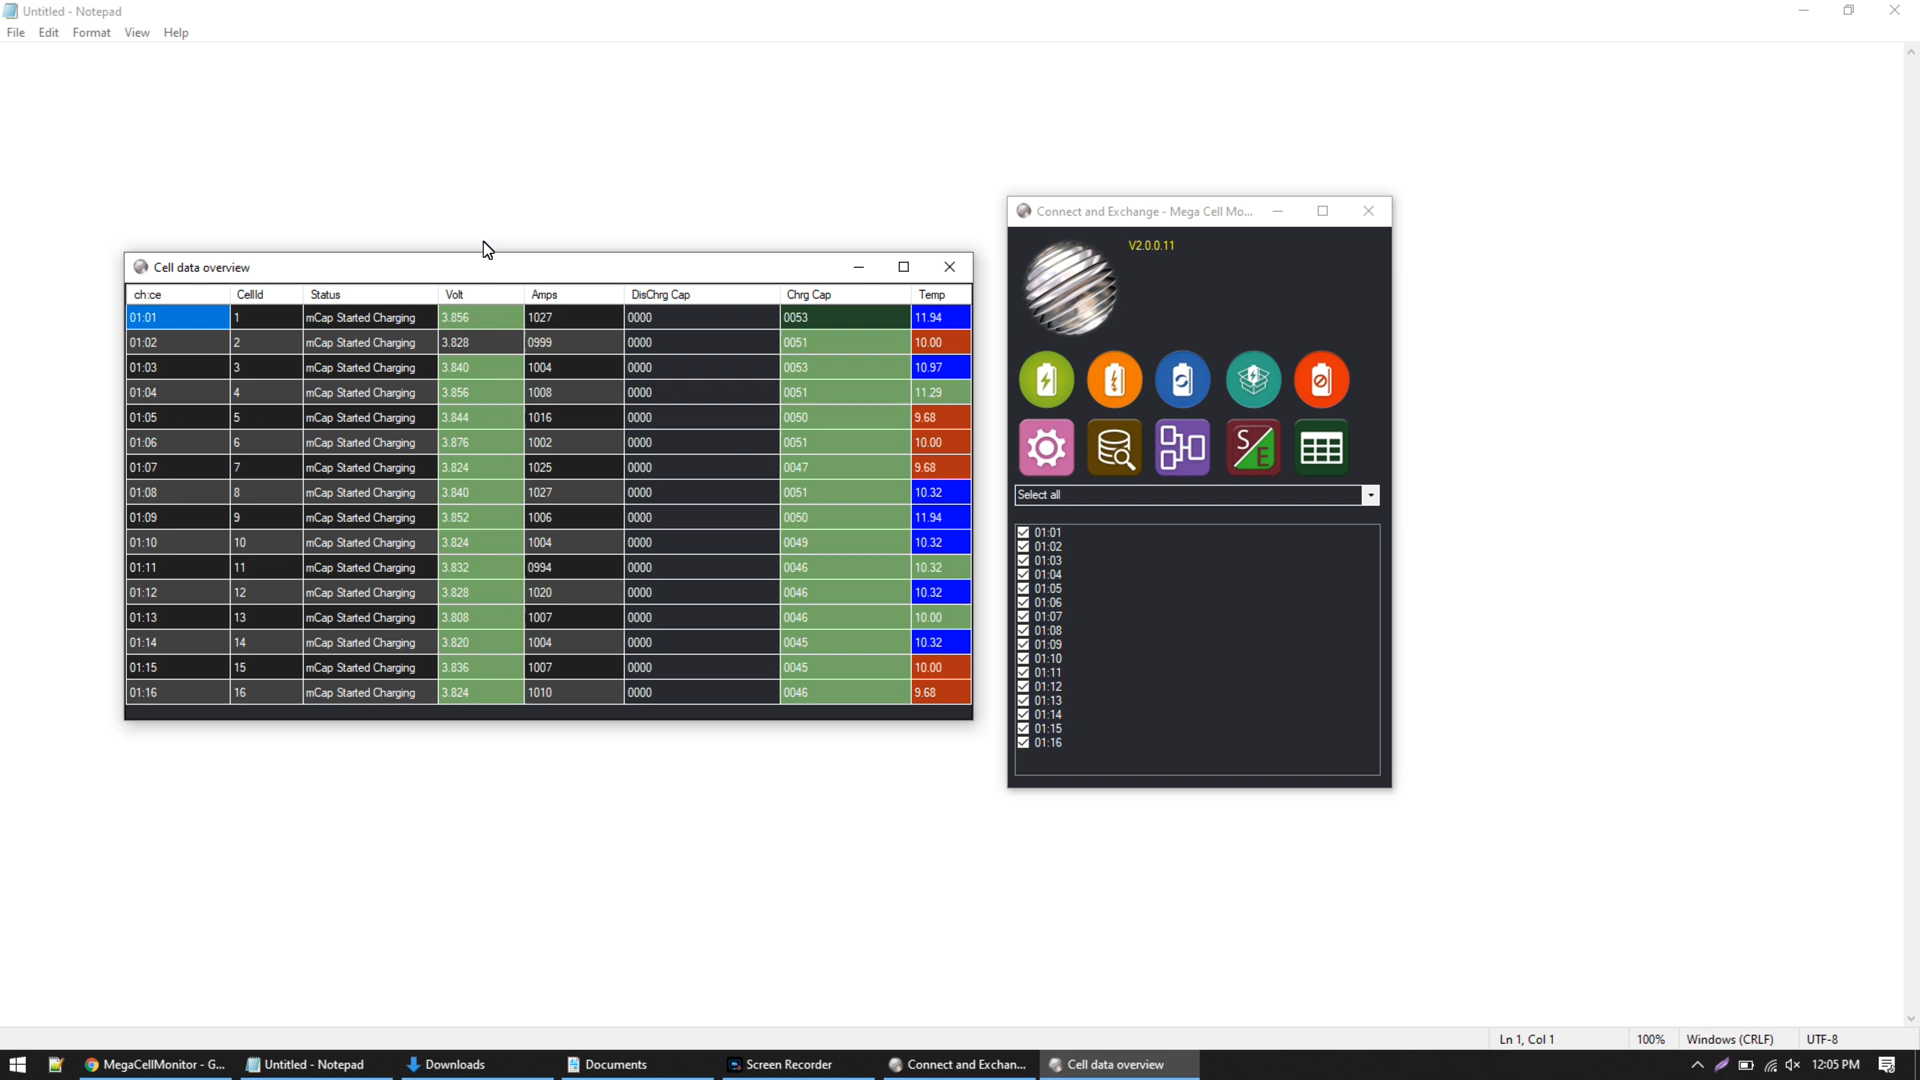 Untitled - Notepad
File Edit Format View Help
Connect and Exchange - Mega Cell Mo...
V2.0.0.11
Cell data overview
ch:ce CellId Status Volt Amps DisChrg Cap Chrg Cap Temp
01:01 1 mCap Started Charging 3.856 1027 0000 0053 11.94
01:02 2 mCap Started Charging 3.828 0999 0000 0051 10.00
01:03 3 mCap Started Charging 3.840 1004 0000 0053 10.97
01:04 4 mCap Started Charging 3.856 1008 0000 0051 11.29
01:05 5 mCap Started Charging 3.844 1016 0000 0050 9.68
01:06 6 mCap Started Charging 3.876 1002 0000 0051 10.00
01:07 7 mCap Started Charging 3.824 1025 0000 0047 9.68
01:08 8 mCap Started Charging 3.840 1027 0000 0051 10.32
01:09 9 mCap Started Charging 3.852 1006 0000 0050 11.94
01:10 10 mCap Started Charging 3.824 1004 0000 0049 10.32
01:11 11 mCap Started Charging 3.832 0994 0000 0046 10.32
01:12 12 mCap Started Charging 3.828 1020 0000 0046 10.32
01:13 13 mCap Started Charging 3.808 1007 0000 0046 10.00
01:14 14 mCap Started Charging 3.820 1004 0000 0045 10.32
01:15 15 mCap Started Charging 3.836 1007 0000 0045 10.00
01:16 16 mCap Started Charging 3.824 1010 0000 0046 9.68
S E
Select all
01:01
01:02
01:03
01:04
01:05
01:06
01:07
01:08
01:09
01:10
01:11
01:12
01:13
01:14
01:15
01:16
Ln 1, Col 1 100% Windows (CRLF) UTF-8
MegaCellMonitor - G... Untitled - Notepad Downloads Documents Screen Recorder Connect and Exchan... Cell data overview 12:05 PM